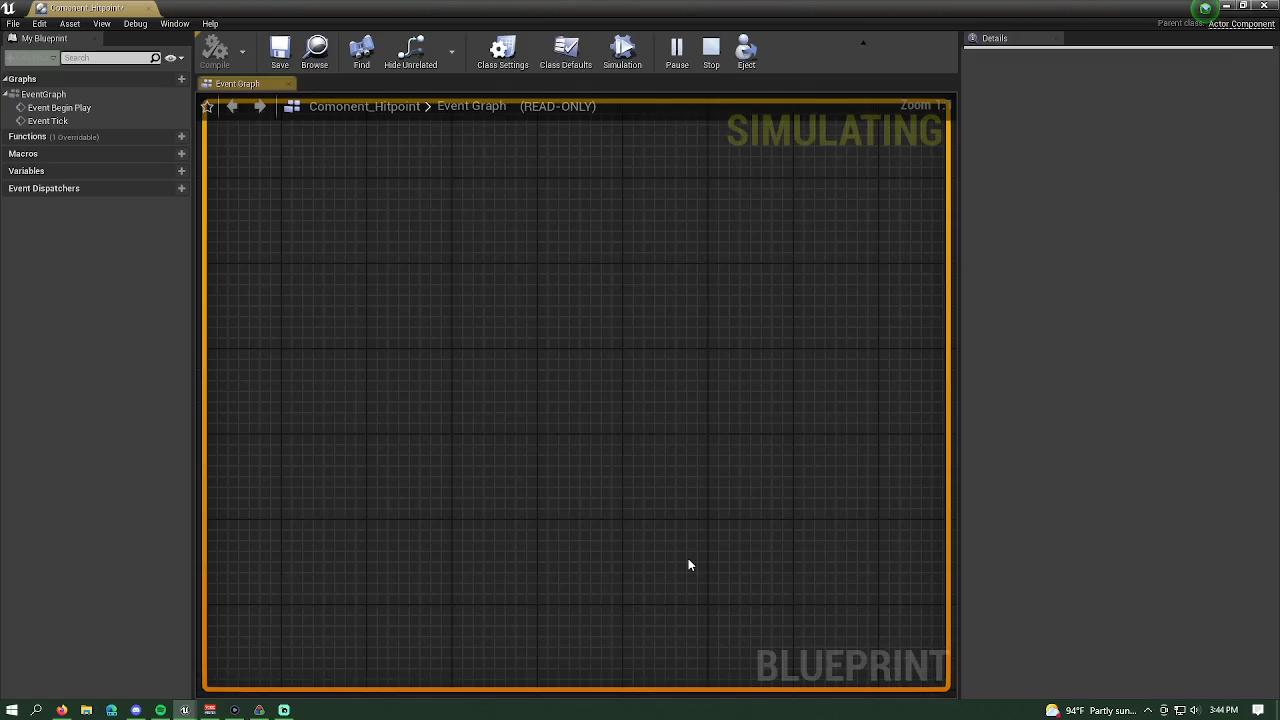 Comonent_Hitpoint*
File Edit Asset View Debug Window Help
Parent class: Actor Component
My Blueprint
Search
Compile Save Browse Find Hide Unrelated Class Settings Class Defaults Simulation Pause Stop Eject
Details
Graphs
EventGraph
Event Begin Play
Event Tick
Functions (1 Overridable)
Macros
Variables
Event Dispatchers
Event Graph
Comonent_Hitpoint > Event Graph (READ-ONLY)
Zoom 1:
SIMULATING
BLUEPRINT
94°F Partly sun...
3:44 PM